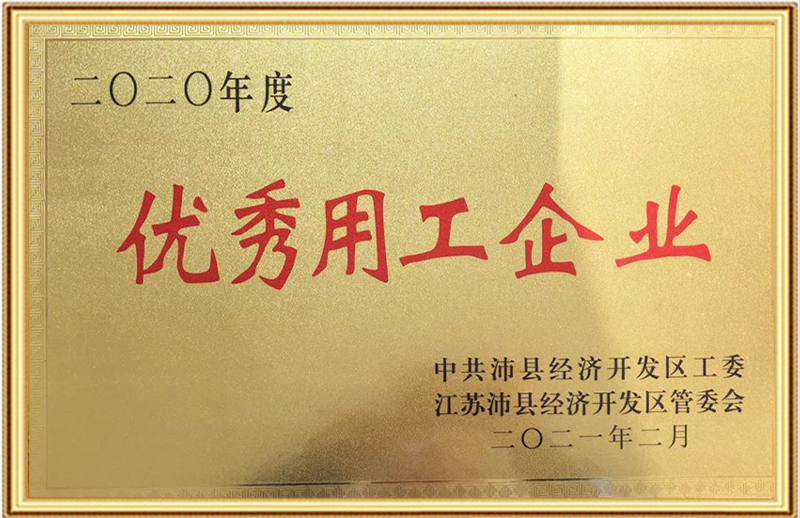 二〇二〇年度
优秀用工企业
中共沛县经济开发区工委
江苏沛县经济开发区管委会
二〇二一年二月